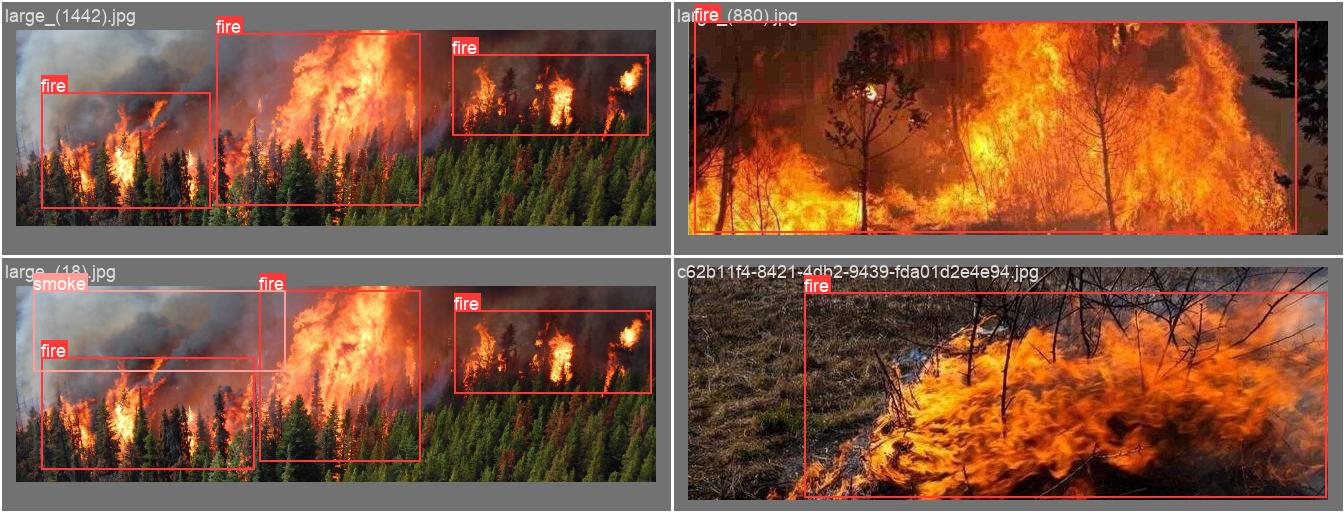 large_(1442).jpg
fire
fire
fire
large_(880).jpg
fire
large_(18).jpg
smoke
fire
fire
fire
c62b11f4-8421-4db2-9439-fda01d2e4e94.jpg
fire